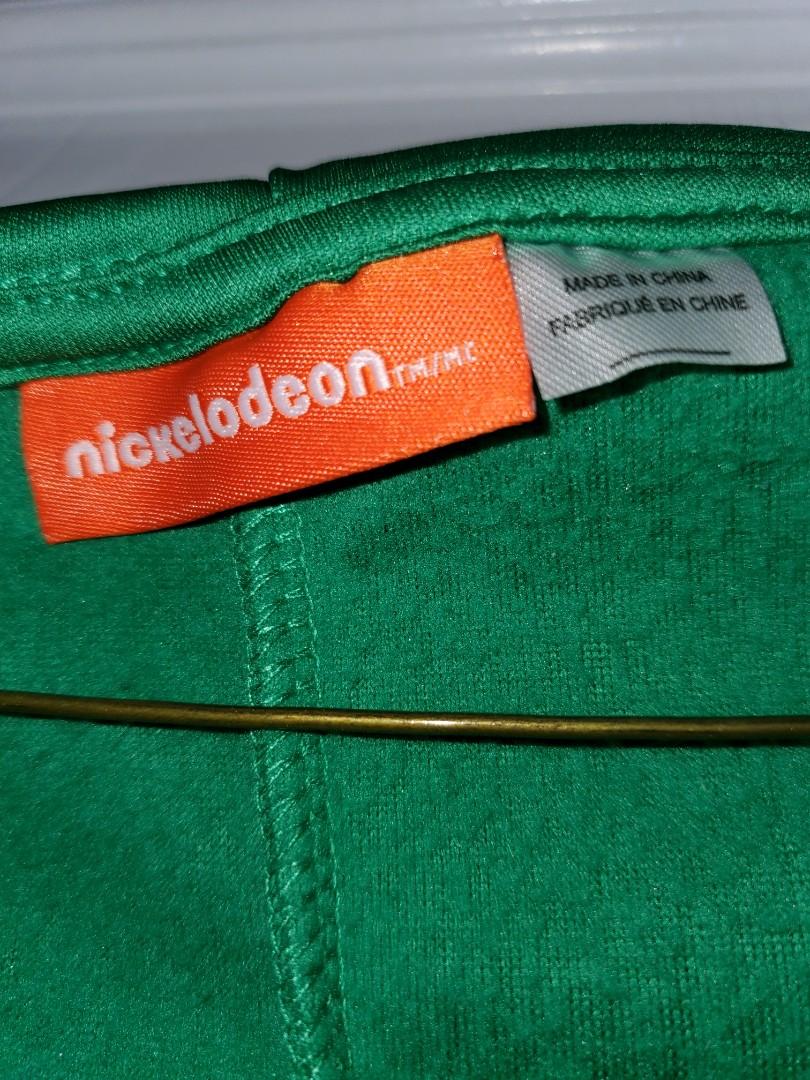 nickelodeon TM/MC
MADE IN CHINA
FABRIQUÉ EN CHINE